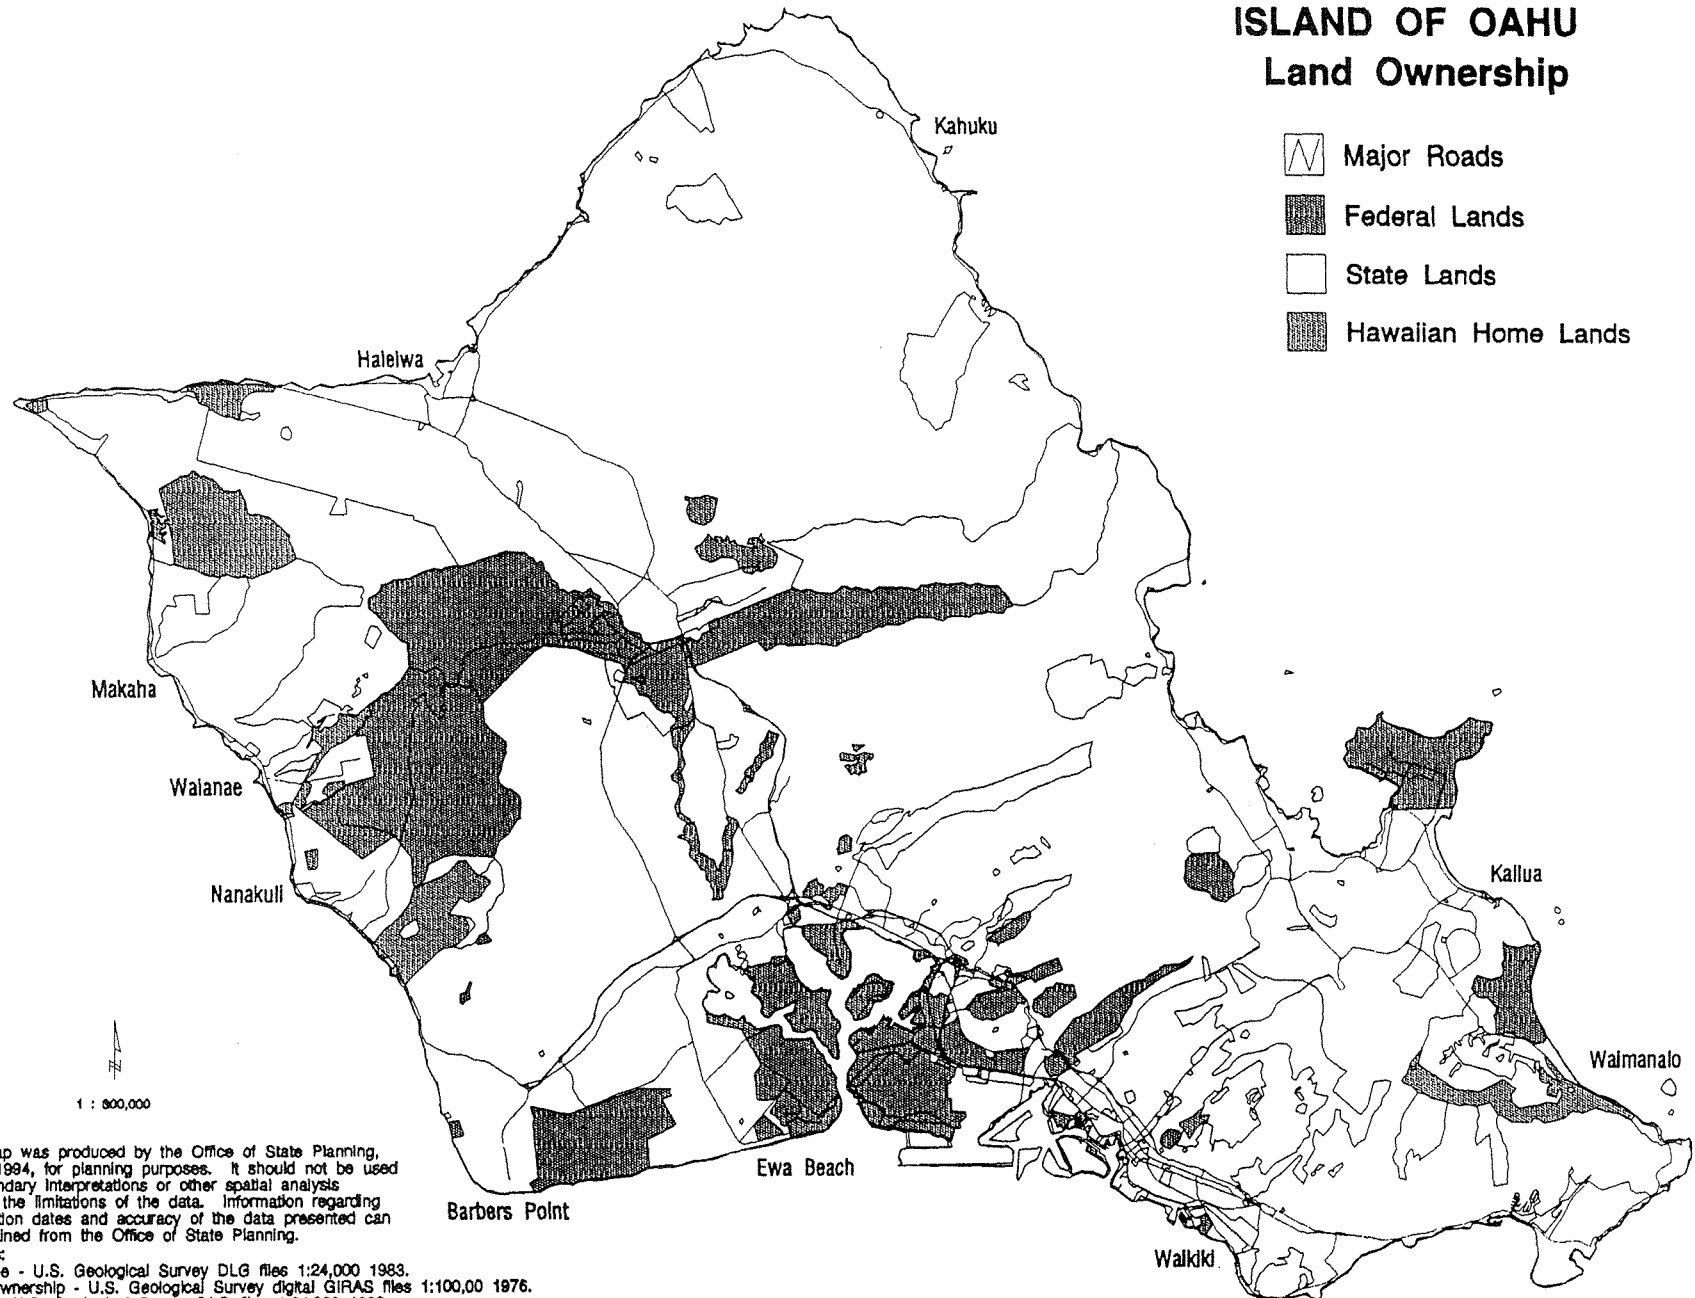 ISLAND OF OAHU
Land Ownership
Major Roads
Federal Lands
State Lands
Hawaiian Home Lands
Kahuku
Haleiwa
Makaha
Waianae
Nanakuli
Kailua
Waimanalo
Ewa Beach
Barbers Point
Waikiki
N
1 : 300,000
was produced by the Office of State Planning,
1994, for planning purposes. It should not be used
Interpretations or other spatial analysis
the limitations of the data. Information regarding
dates and accuracy of the data presented can
from the Office of State Planning.
- U.S. Geological Survey DLG files 1:24,000 1983.
- U.S. Geological Survey digital GIRAS files 1:100,00 1976.